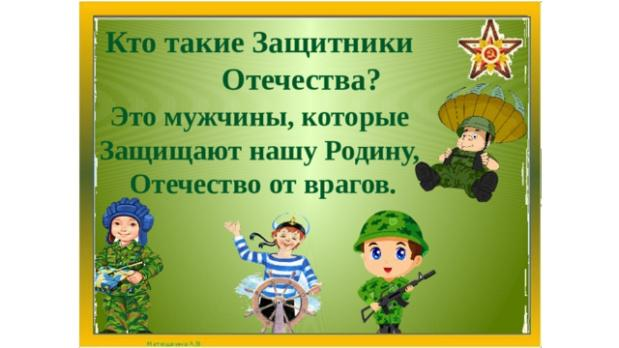 Кто такие Защитники
Отечества?
Это мужчины, которые
Защищают нашу Родину,
Отечество от врагов.